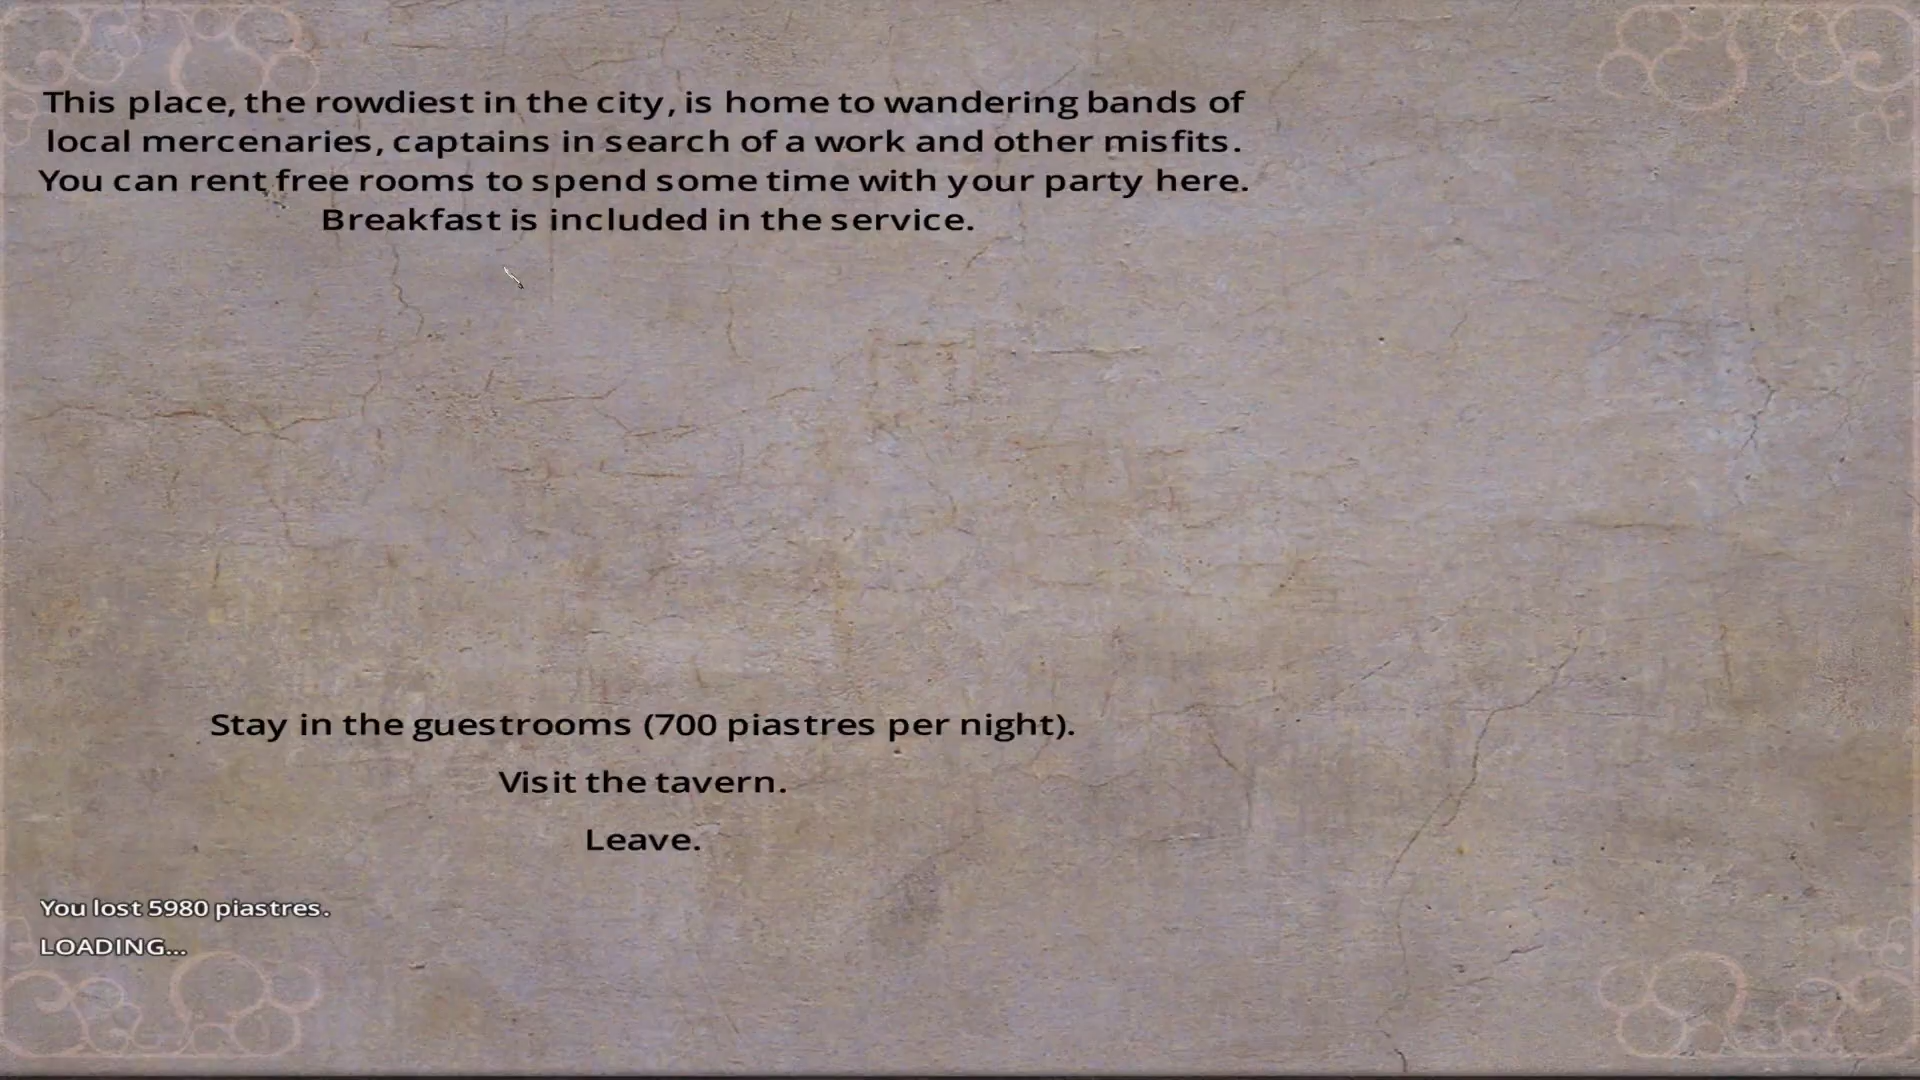 This place, the rowdiest in the city, is home to wandering bands of
local mercenaries, captains in search of a work and other misfits.
You can rent free rooms to spend some time with your party here.
Breakfast is included in the service.
Stay in the guestrooms (700 piastres per night).
Visit the tavern.
Leave.
You lost 5980 piastres.
LOADING...